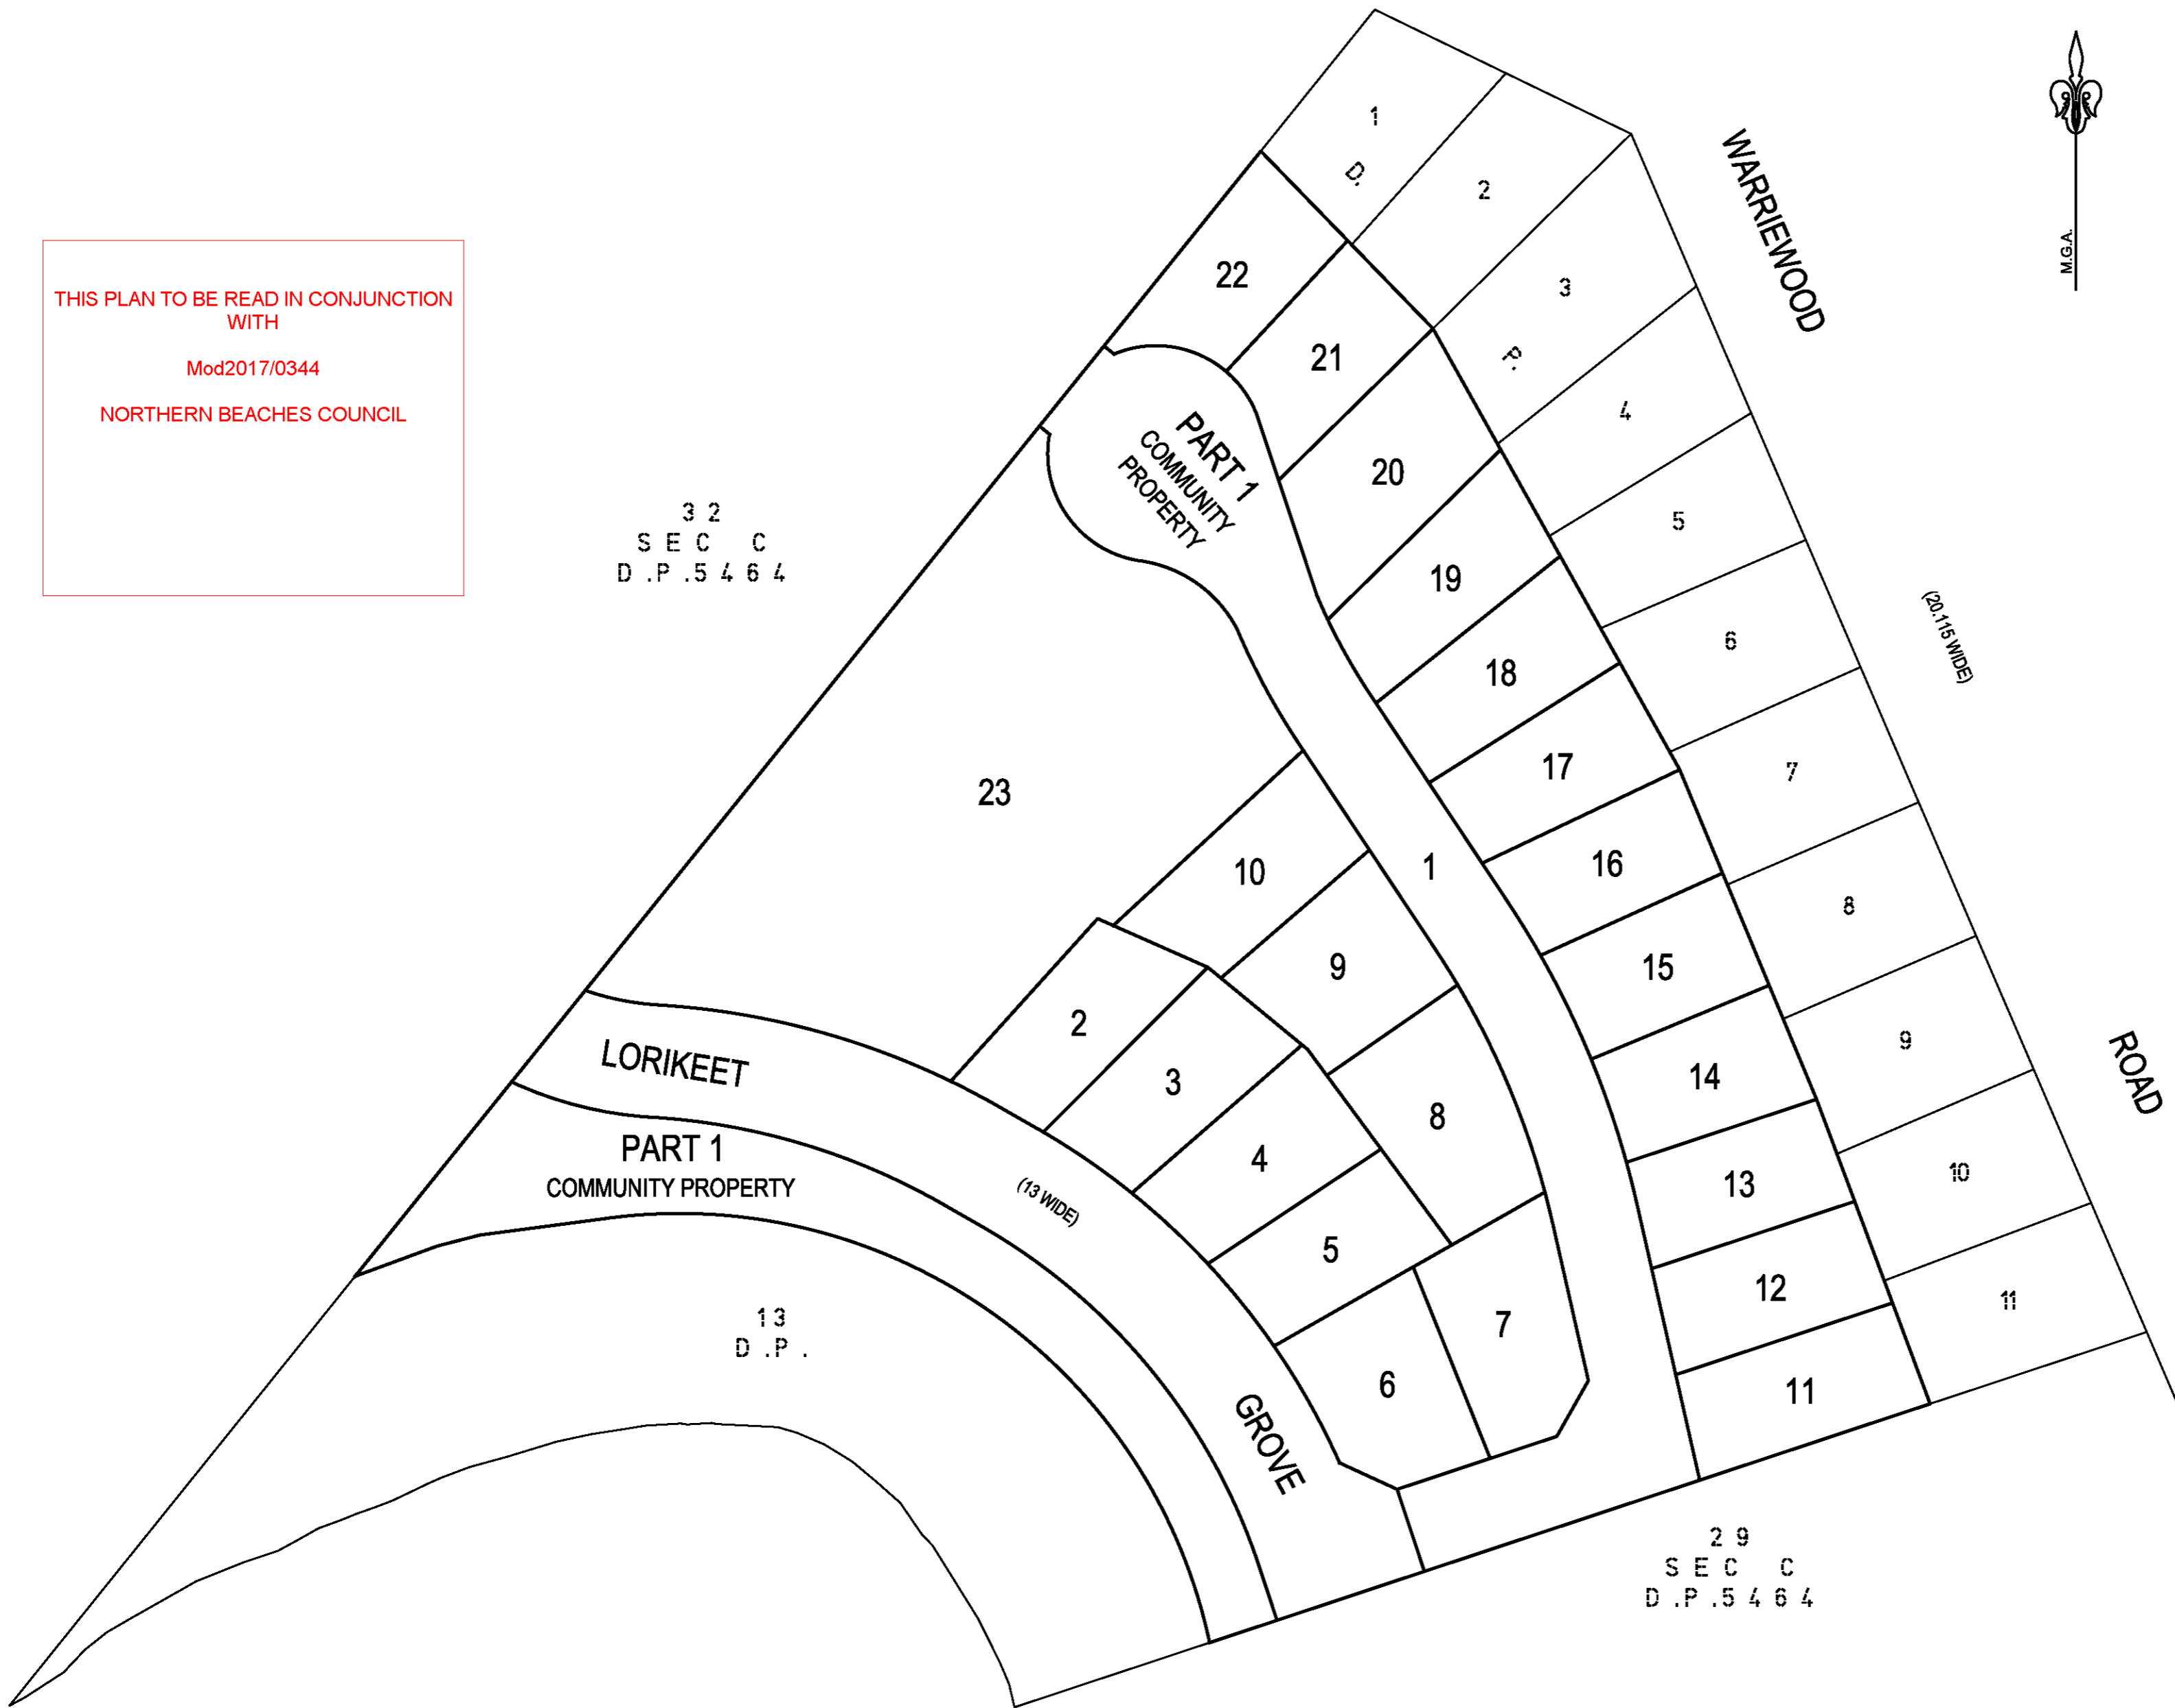 THIS PLAN TO BE READ IN CONJUNCTION
WITH
Mod2017/0344
NORTHERN BEACHES COUNCIL
M.G.A.
WARRIEWOOD
ROAD
(20.115 WIDE)
1
D.
2
3
P.
4
5
6
7
8
9
10
11
32
SEC C
D.P.5464
22
21
20
19
18
17
16
15
14
13
12
11
PART 1
COMMUNITY
PROPERTY
1
23
10
9
8
7
2
3
4
5
6
LORIKEET
GROVE
(13 WIDE)
PART 1
COMMUNITY PROPERTY
13
D.P.
29
SEC C
D.P.5464